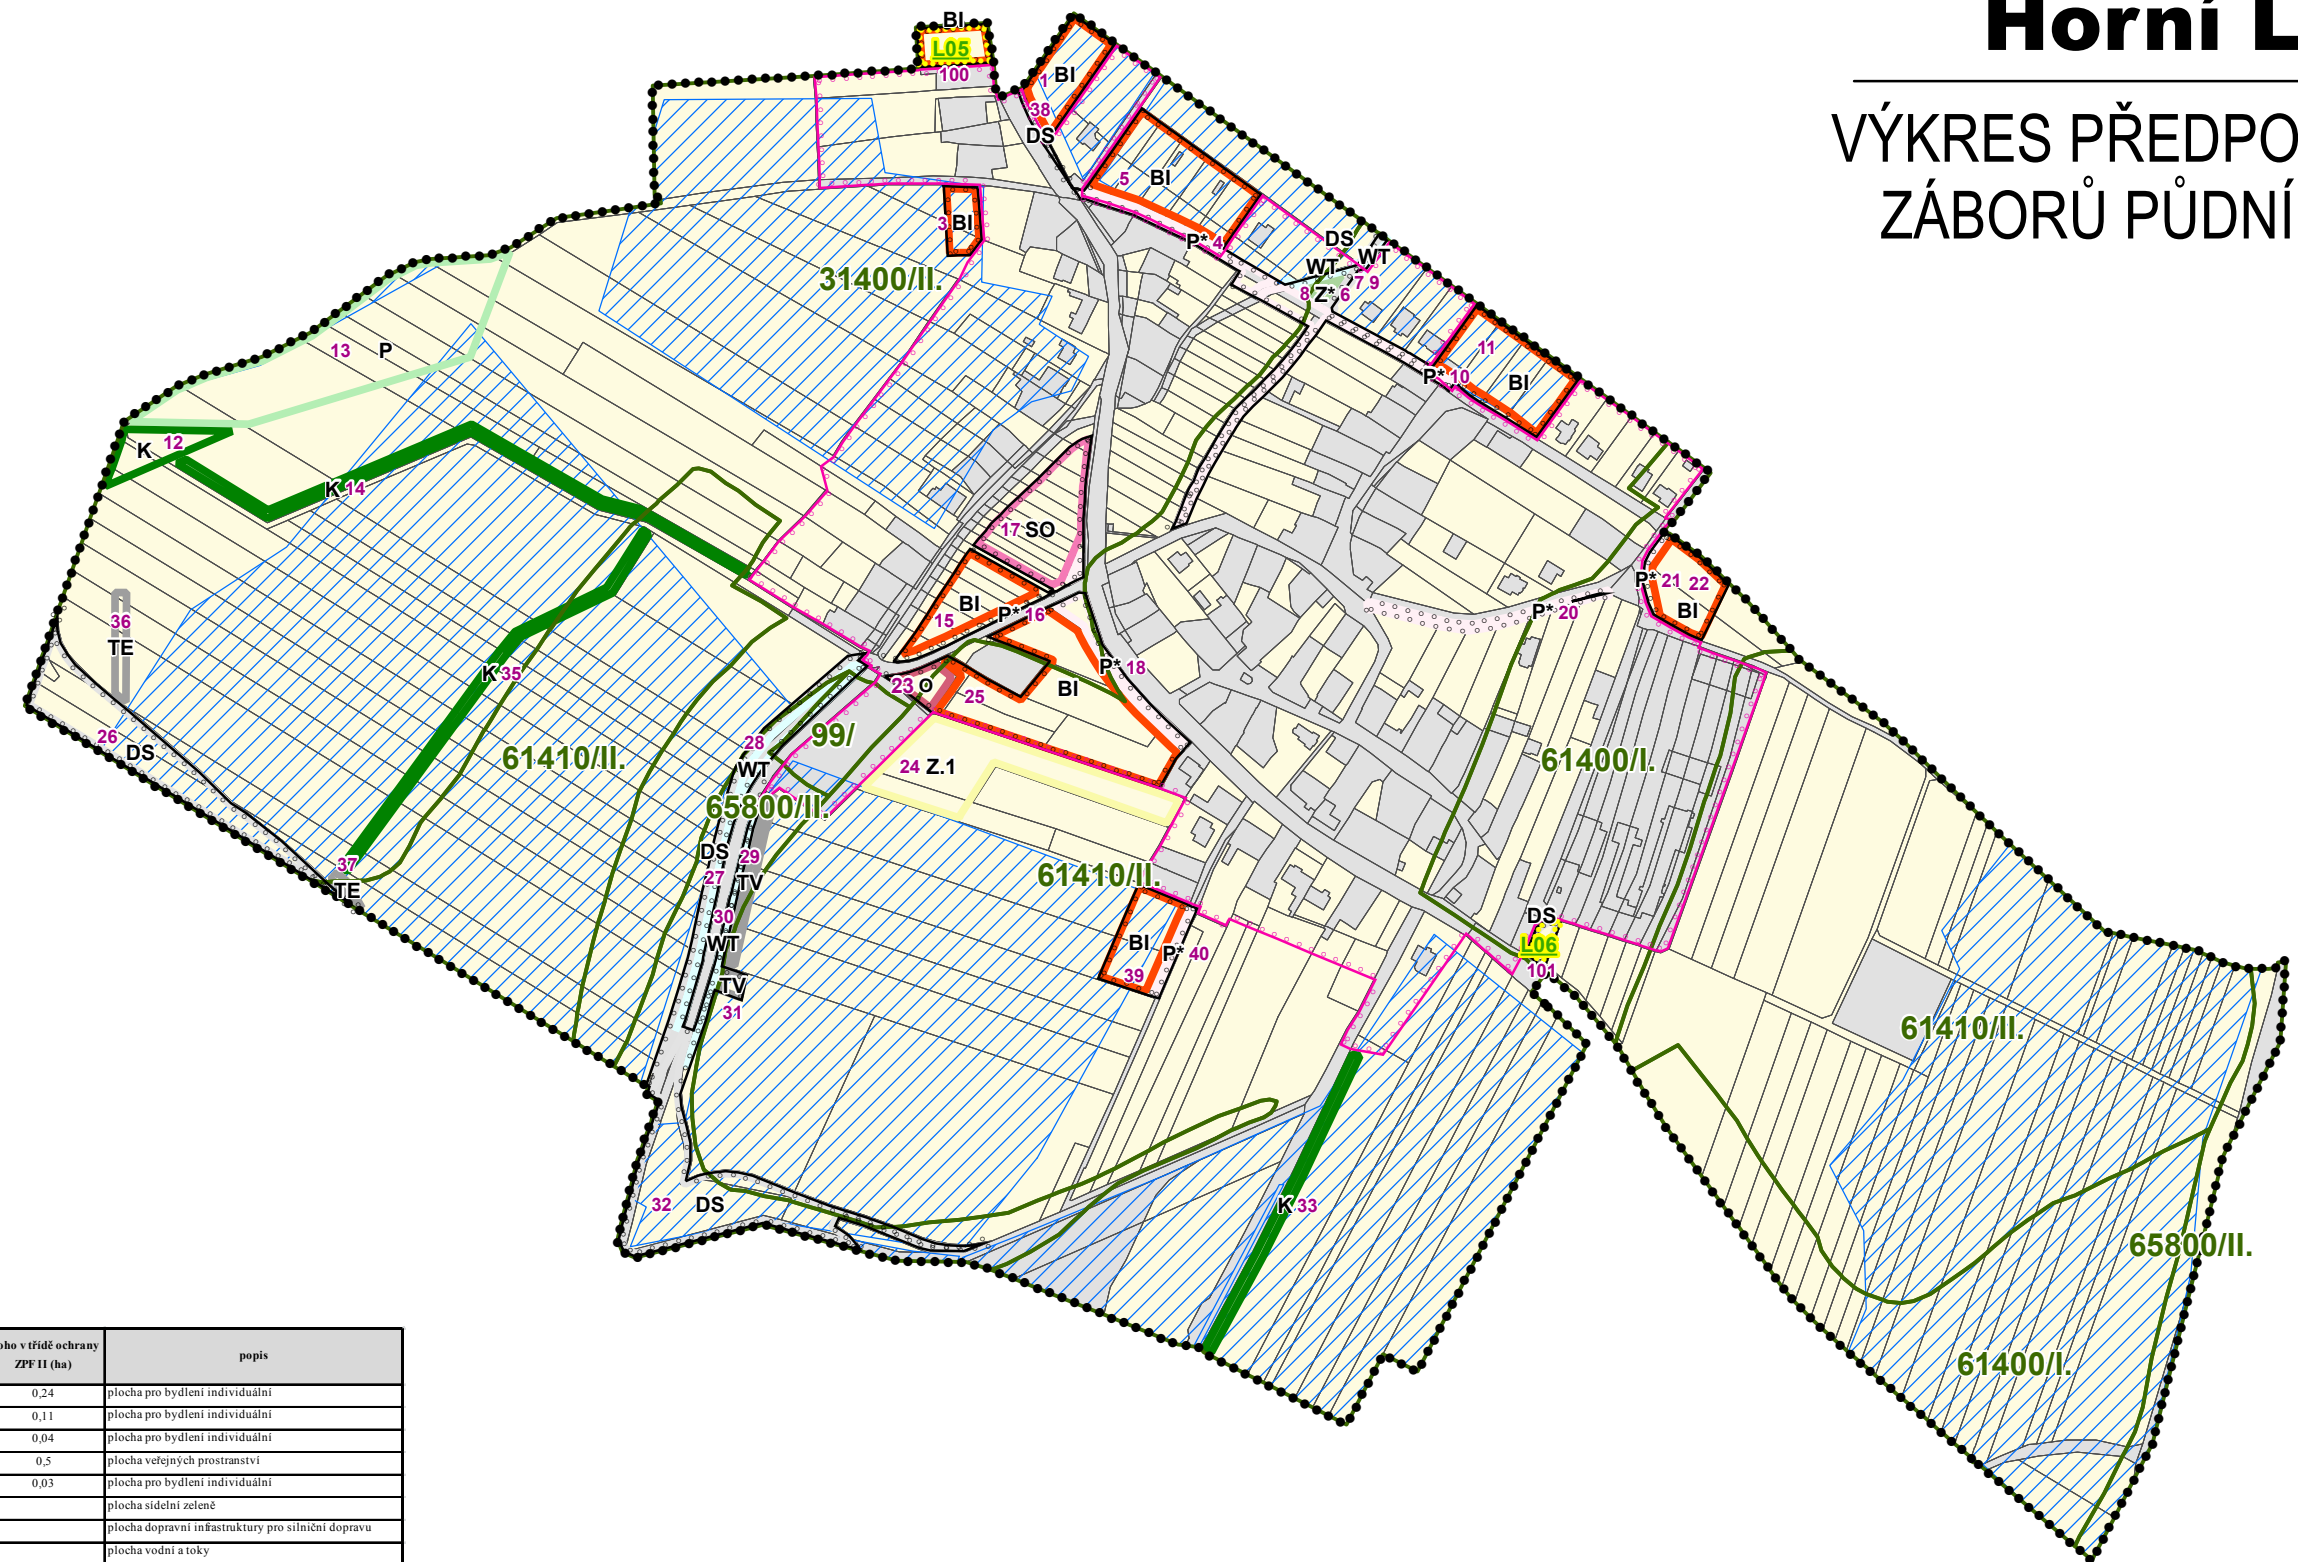 Horní L
VÝKRES PŘEDPO
ZÁBORŮ PŮDNÍ
BI
L05
100
1 BI
38
DS
5 BI
3 BI
P* 4
DS
WT WT
7 9
8 Z* 6
31400/II.
11
BI
P* 10
13 P
K 12
K 14
17 SO
36
TE
BI
15
P* 16
P* 21 22
BI
P* 20
K 35
P* 18
23 O
25
BI
26
DS
28
WT
99/
24 Z.1
61410/II.
61400/I.
65800/II.
DS
27
29
TV
37
TE
61410/II.
30
WT
BI
P* 40
39
DS
L06
101
TV
31
61410/II.
32 DS
K 33
65800/II.
61400/I.
oho v třídě ochrany
ZPF II (ha)
popis
0,24 plocha pro bydlení individuální
0,11 plocha pro bydlení individuální
0,04 plocha pro bydlení individuální
0,5 plocha veřejných prostranství
0,03 plocha pro bydlení individuální
plocha sídelní zeleně
plocha dopravní infrastruktury pro silniční dopravu
plocha vodní a toky